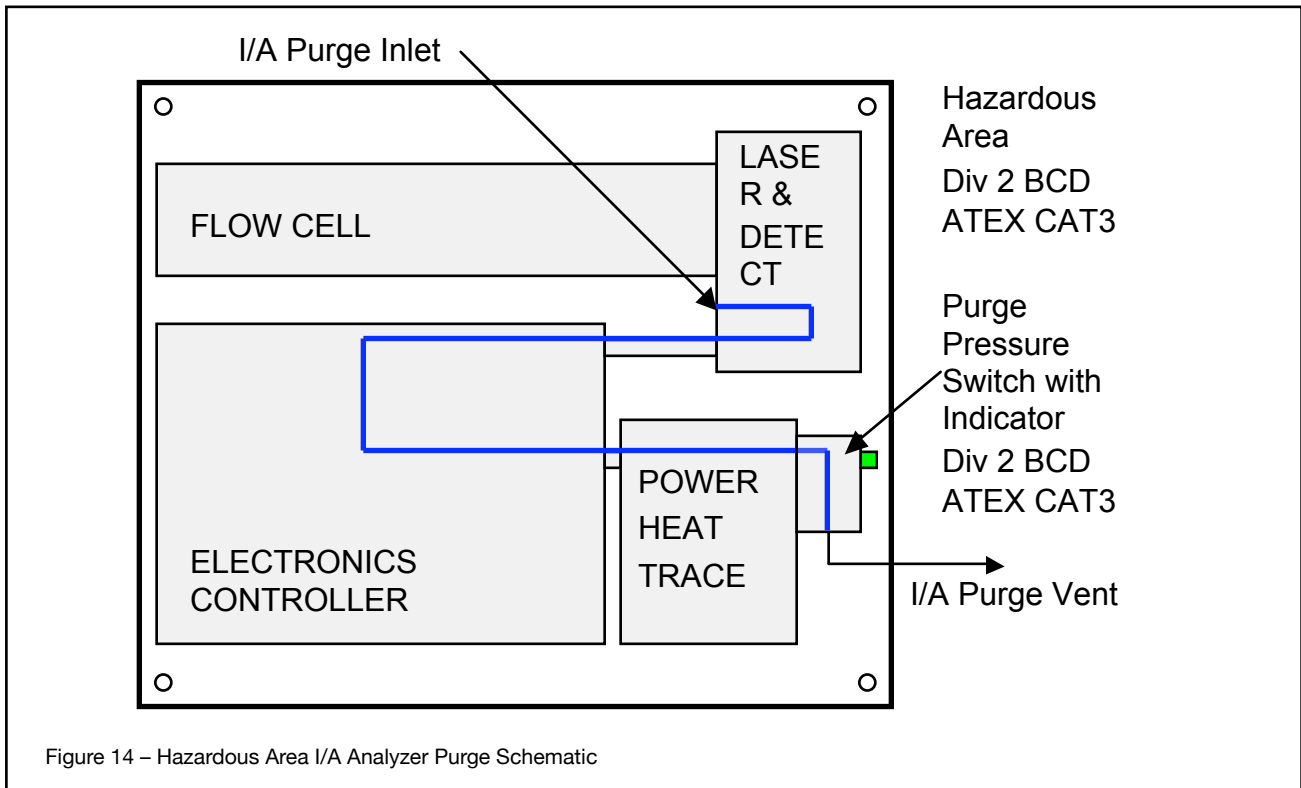 I/A Purge Inlet
FLOW CELL
LASE
R &
DETE
CT
Hazardous
Area
Div 2 BCD
ATEX CAT3
Purge
Pressure
Switch with
Indicator
Div 2 BCD
ATEX CAT3
ELECTRONICS
CONTROLLER
POWER
HEAT
TRACE
I/A Purge Vent
Figure 14 – Hazardous Area I/A Analyzer Purge Schematic